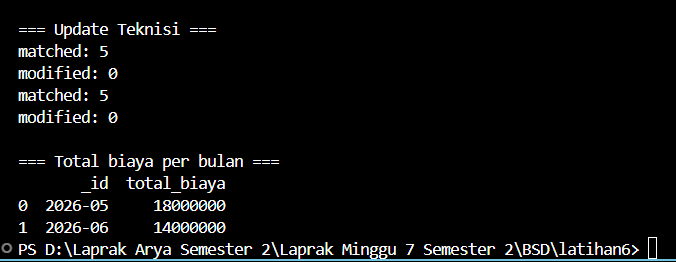 === Update Teknisi ===
matched: 5
modified: 0
matched: 5
modified: 0
=== Total biaya per bulan ===
_id total_biaya
0 2026-05 18000000
1 2026-06 14000000
PS D:\Laprak Arya Semester 2\Laprak Minggu 7 Semester 2\BSD\latihan6>